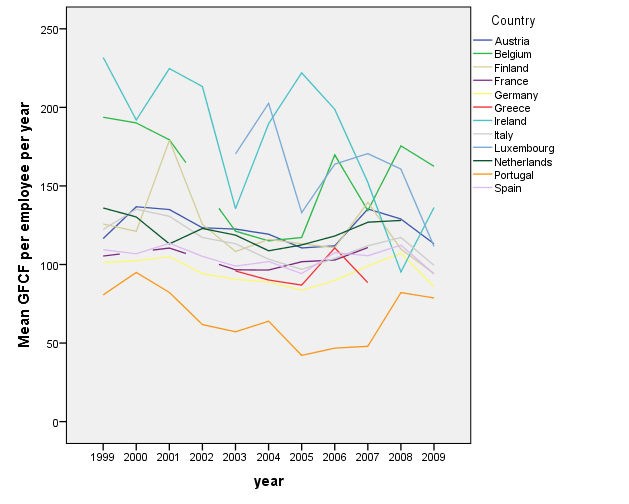 Country
Austria
Belgium
Finland
France
Germany
Greece
Ireland
Italy
Luxembourg
Netherlands
Portugal
Spain
Mean GFCF per employee per year
250
200
150
100
50
0
1999 2000 2001 2002 2003 2004 2005 2006 2007 2008 2009
year